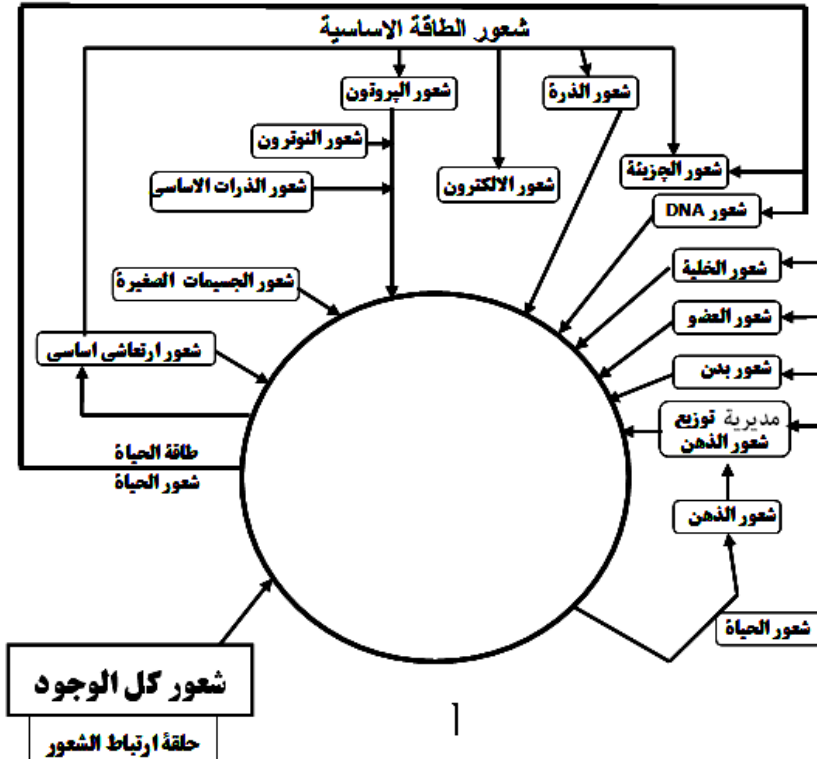 شعور الطاقة الاساسية
شعور الپروتون
شعور الذرة
شعور النوترون
شعور الجزيئة
شعور الالكترون
شعور الذرات الاساسى
شعور DNA
شعور الخلية
شعور الجسيمات الصغيرة
شعور العضو
شعور ارتعاشى اساسى
شعور بدن
مديرية توزيع
شعور الذهن
طاقة الحياة
شعور الحياة
شعور الذهن
شعور الحياة
شعور كل الوجود
حلقة ارتباط الشعور
أ